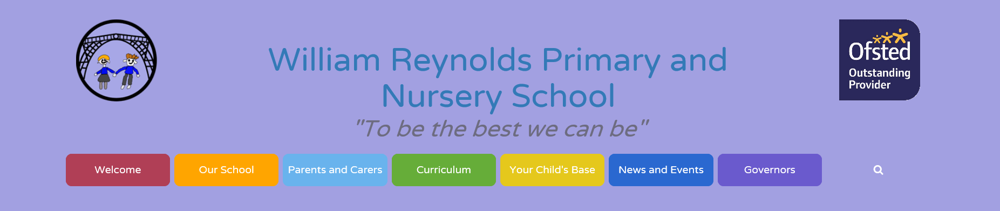 William Reynolds Primary and
Nursery School
"To be the best we can be"
Ofsted
Outstanding
Provider
Welcome
Our School
Parents and Carers
Curriculum
Your Child's Base
News and Events
Governors